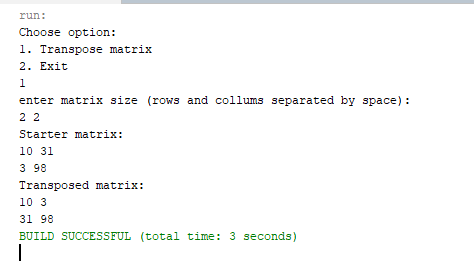 run:
Choose option:
1. Transpose matrix
2. Exit
1
enter matrix size (rows and collums separated by space):
2 2
Starter matrix:
10 31
3 98
Transposed matrix:
10 3
31 98
BUILD SUCCESSFUL (total time: 3 seconds)